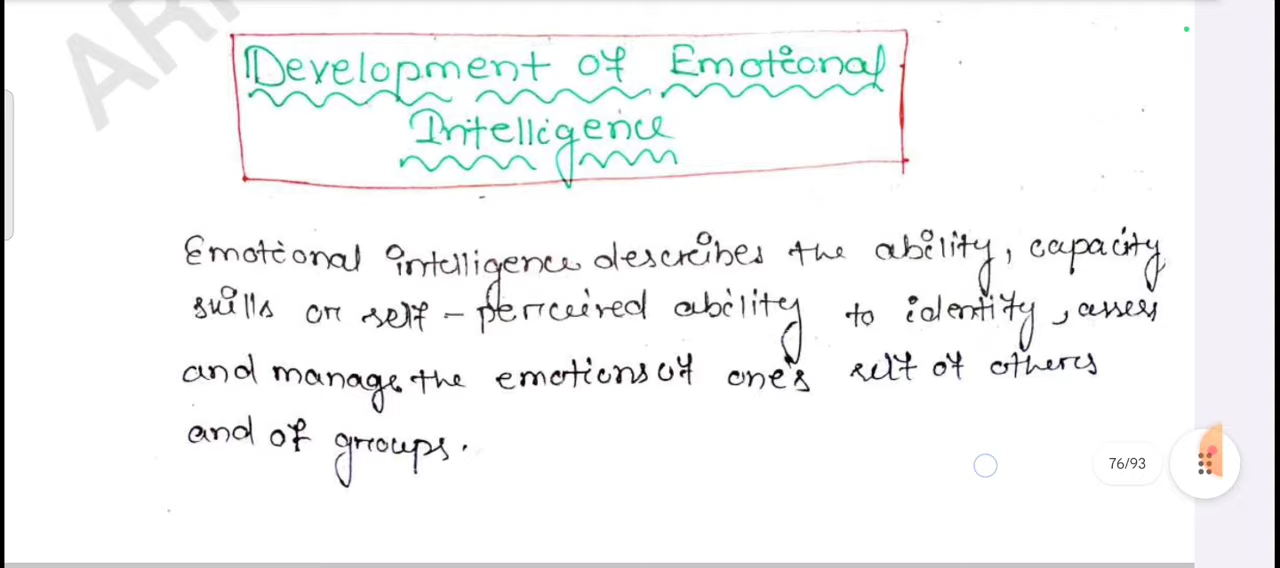 Development of Emotional
Intelligence
Emotional intelligence describes the ability, capacity
skills or self-perceived ability to identity, assess
and manage the emotions of one's self of others
and of groups.
76/93